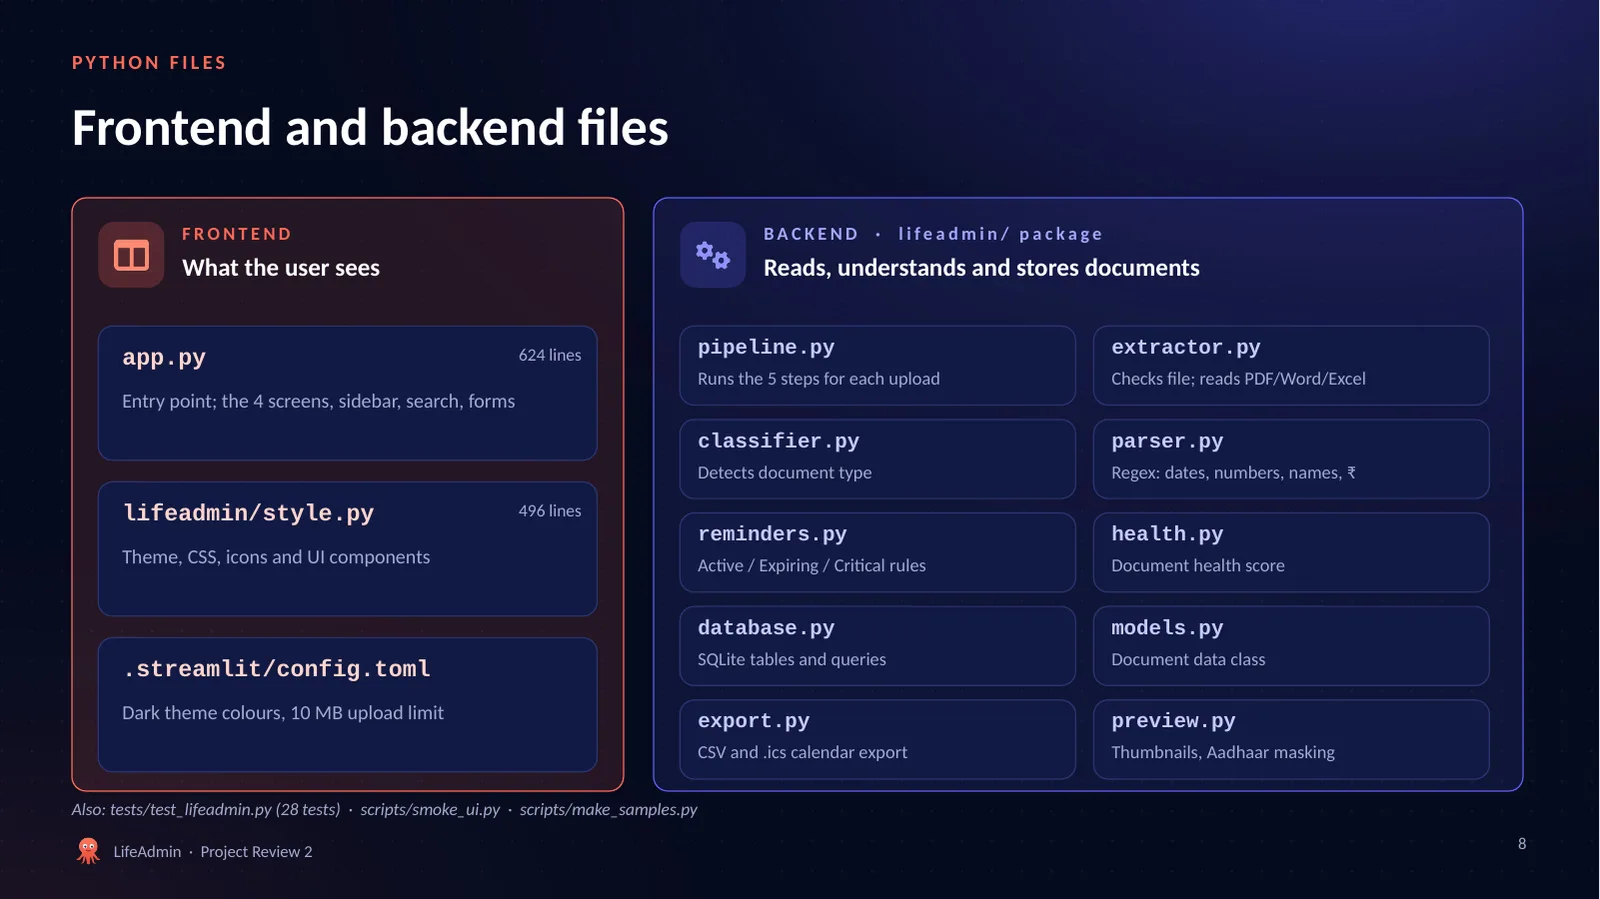 PYTHON FILES
Frontend and backend files
FRONTEND
What the user sees
app.py
624 lines
Entry point; the 4 screens, sidebar, search, forms
lifeadmin/style.py
496 lines
Theme, CSS, icons and UI components
.streamlit/config.toml
Dark theme colours, 10 MB upload limit
BACKEND · lifeadmin/ package
Reads, understands and stores documents
pipeline.py
Runs the 5 steps for each upload
extractor.py
Checks file; reads PDF/Word/Excel
classifier.py
Detects document type
parser.py
Regex: dates, numbers, names, ₹
reminders.py
Active / Expiring / Critical rules
health.py
Document health score
database.py
SQLite tables and queries
models.py
Document data class
export.py
CSV and .ics calendar export
preview.py
Thumbnails, Aadhaar masking
Also: tests/test_lifeadmin.py (28 tests) · scripts/smoke_ui.py · scripts/make_samples.py
LifeAdmin · Project Review 2
8